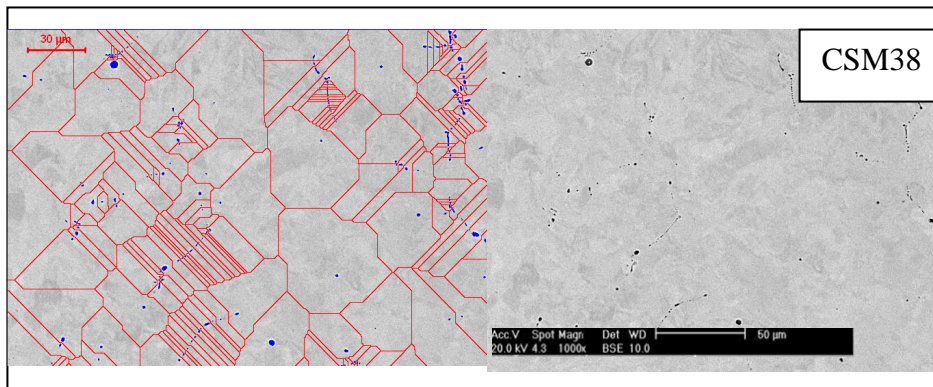 30 µm
CSM38
Acc.V Spot Magn Det WD 50 µm
20.0 kV 4.3 1000x BSE 10.0